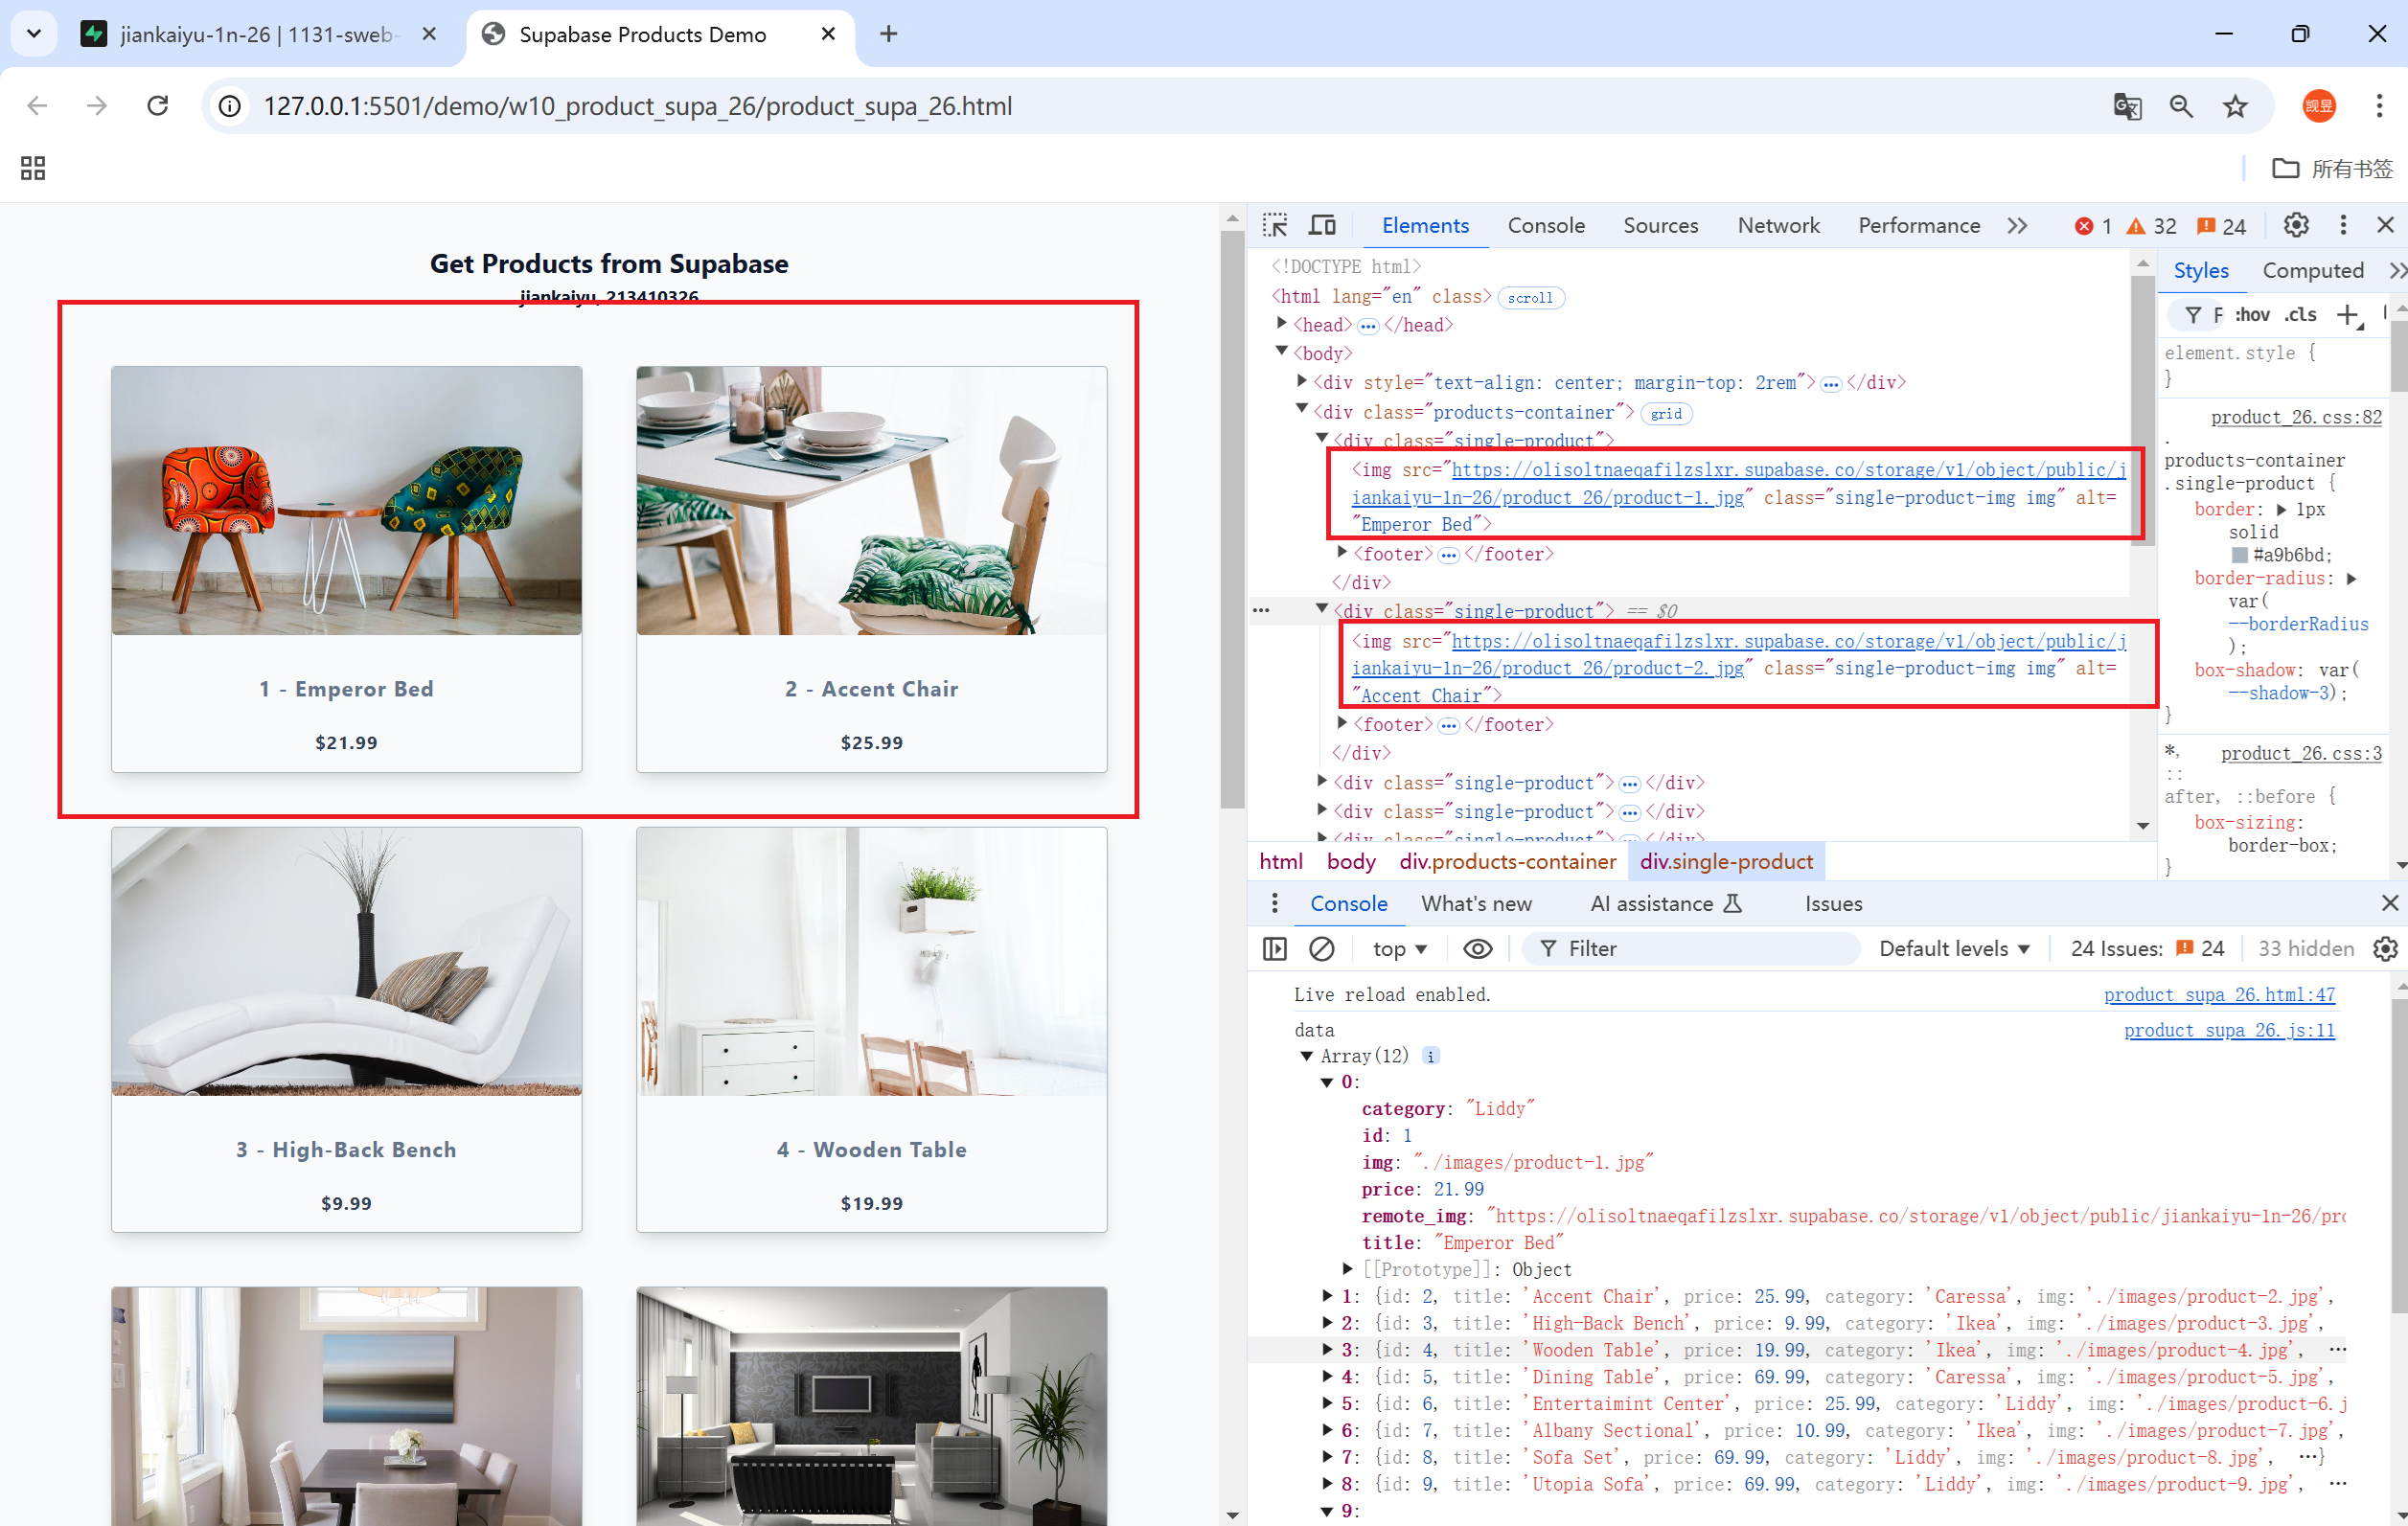 jiankaiyu-1n-26 | 1131-sweb-
Supabase Products Demo
127.0.0.1:5501/demo/w10_product_supa_26/product_supa_26.html
觊昱
所有书签
Get Products from Supabase
jiankaiyu, 213410326
1 - Emperor Bed
$21.99
2 - Accent Chair
$25.99
3 - High-Back Bench
$9.99
4 - Wooden Table
$19.99
Elements Console Sources Network Performance 1 32 24
<!DOCTYPE html>
<html lang="en" class> scroll
<head> … </head>
<body>
<div style="text-align: center; margin-top: 2rem"> … </div>
<div class="products-container"> grid
<div class="single-product">
<img src="https://olisoltnaeqafilzslxr.supabase.co/storage/v1/object/public/j
iankaiyu-1n-26/product_26/product-1.jpg" class="single-product-img img" alt=
"Emperor Bed">
<footer> … </footer>
</div>
… <div class="single-product"> == $0
<img src="https://olisoltnaeqafilzslxr.supabase.co/storage/v1/object/public/j
iankaiyu-1n-26/product_26/product-2.jpg" class="single-product-img img" alt=
"Accent Chair">
<footer> … </footer>
</div>
<div class="single-product"> … </div>
<div class="single-product"> … </div>
<div class="single-product"> … </div>
html body div.products-container div.single-product
Styles Computed
F :hov .cls
element.style {
}
product_26.css:82
.
products-container
.single-product {
border: 1px
solid
#a9b6bd;
border-radius:
var(
--borderRadius
);
box-shadow: var(
--shadow-3);
}
*, product_26.css:3
::
after, ::before {
box-sizing:
border-box;
}
Console What's new AI assistance Issues
top Filter Default levels 24 Issues: 24 33 hidden
Live reload enabled. product_supa_26.html:47
data product_supa_26.js:11
Array(12) i
0:
category: "Liddy"
id: 1
img: "./images/product-1.jpg"
price: 21.99
remote_img: "https://olisoltnaeqafilzslxr.supabase.co/storage/v1/object/public/jiankaiyu-1n-26/pro
title: "Emperor Bed"
[[Prototype]]: Object
1: {id: 2, title: 'Accent Chair', price: 25.99, category: 'Caressa', img: './images/product-2.jpg',
2: {id: 3, title: 'High-Back Bench', price: 9.99, category: 'Ikea', img: './images/product-3.jpg',
3: {id: 4, title: 'Wooden Table', price: 19.99, category: 'Ikea', img: './images/product-4.jpg', …
4: {id: 5, title: 'Dining Table', price: 69.99, category: 'Caressa', img: './images/product-5.jpg',
5: {id: 6, title: 'Entertaimint Center', price: 25.99, category: 'Liddy', img: './images/product-6.j
6: {id: 7, title: 'Albany Sectional', price: 10.99, category: 'Ikea', img: './images/product-7.jpg',
7: {id: 8, title: 'Sofa Set', price: 69.99, category: 'Liddy', img: './images/product-8.jpg', …}
8: {id: 9, title: 'Utopia Sofa', price: 69.99, category: 'Liddy', img: './images/product-9.jpg', …
9: